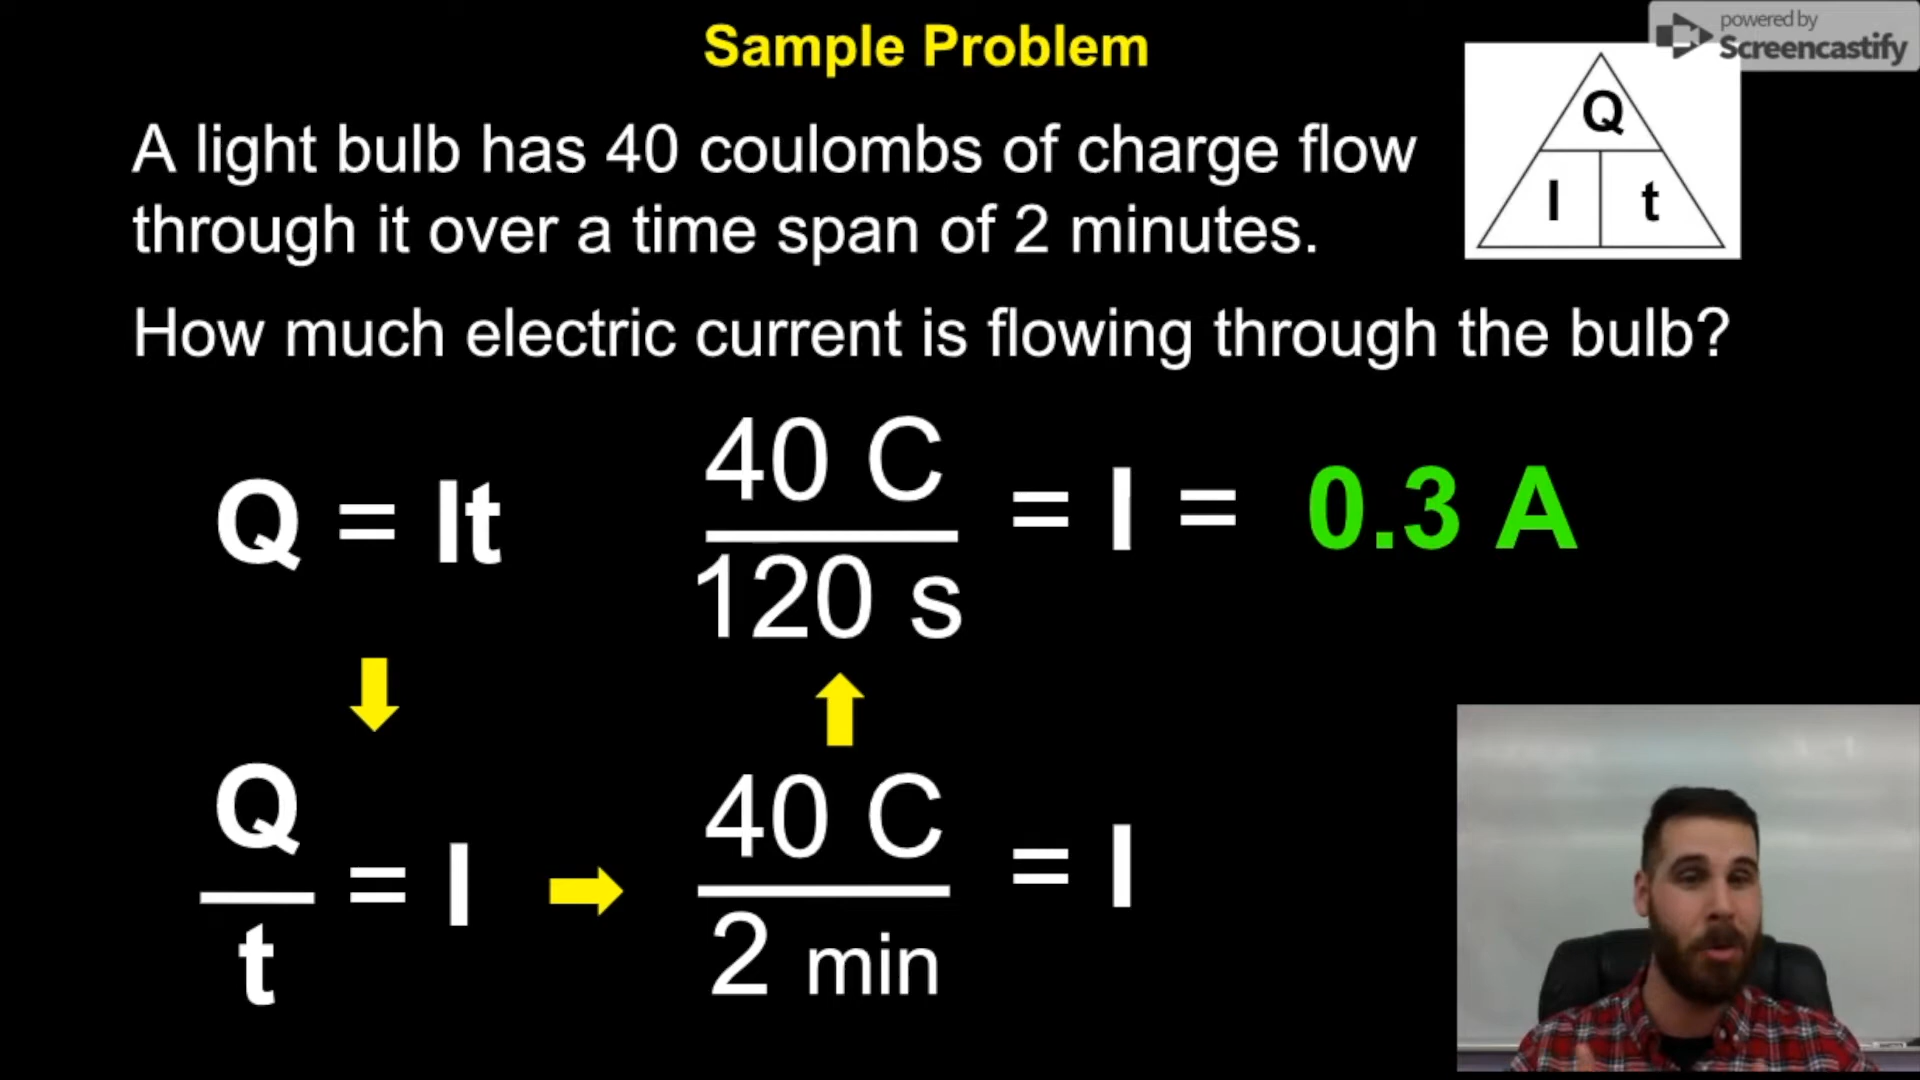 Sample Problem
powered by
Screencastify
A light bulb has 40 coulombs of charge flow
through it over a time span of 2 minutes.
How much electric current is flowing through the bulb?
Q
I t
Q = It
40 C
= I = 0.3 A
120 s
Q
= I
t
40 C
= I
2 min